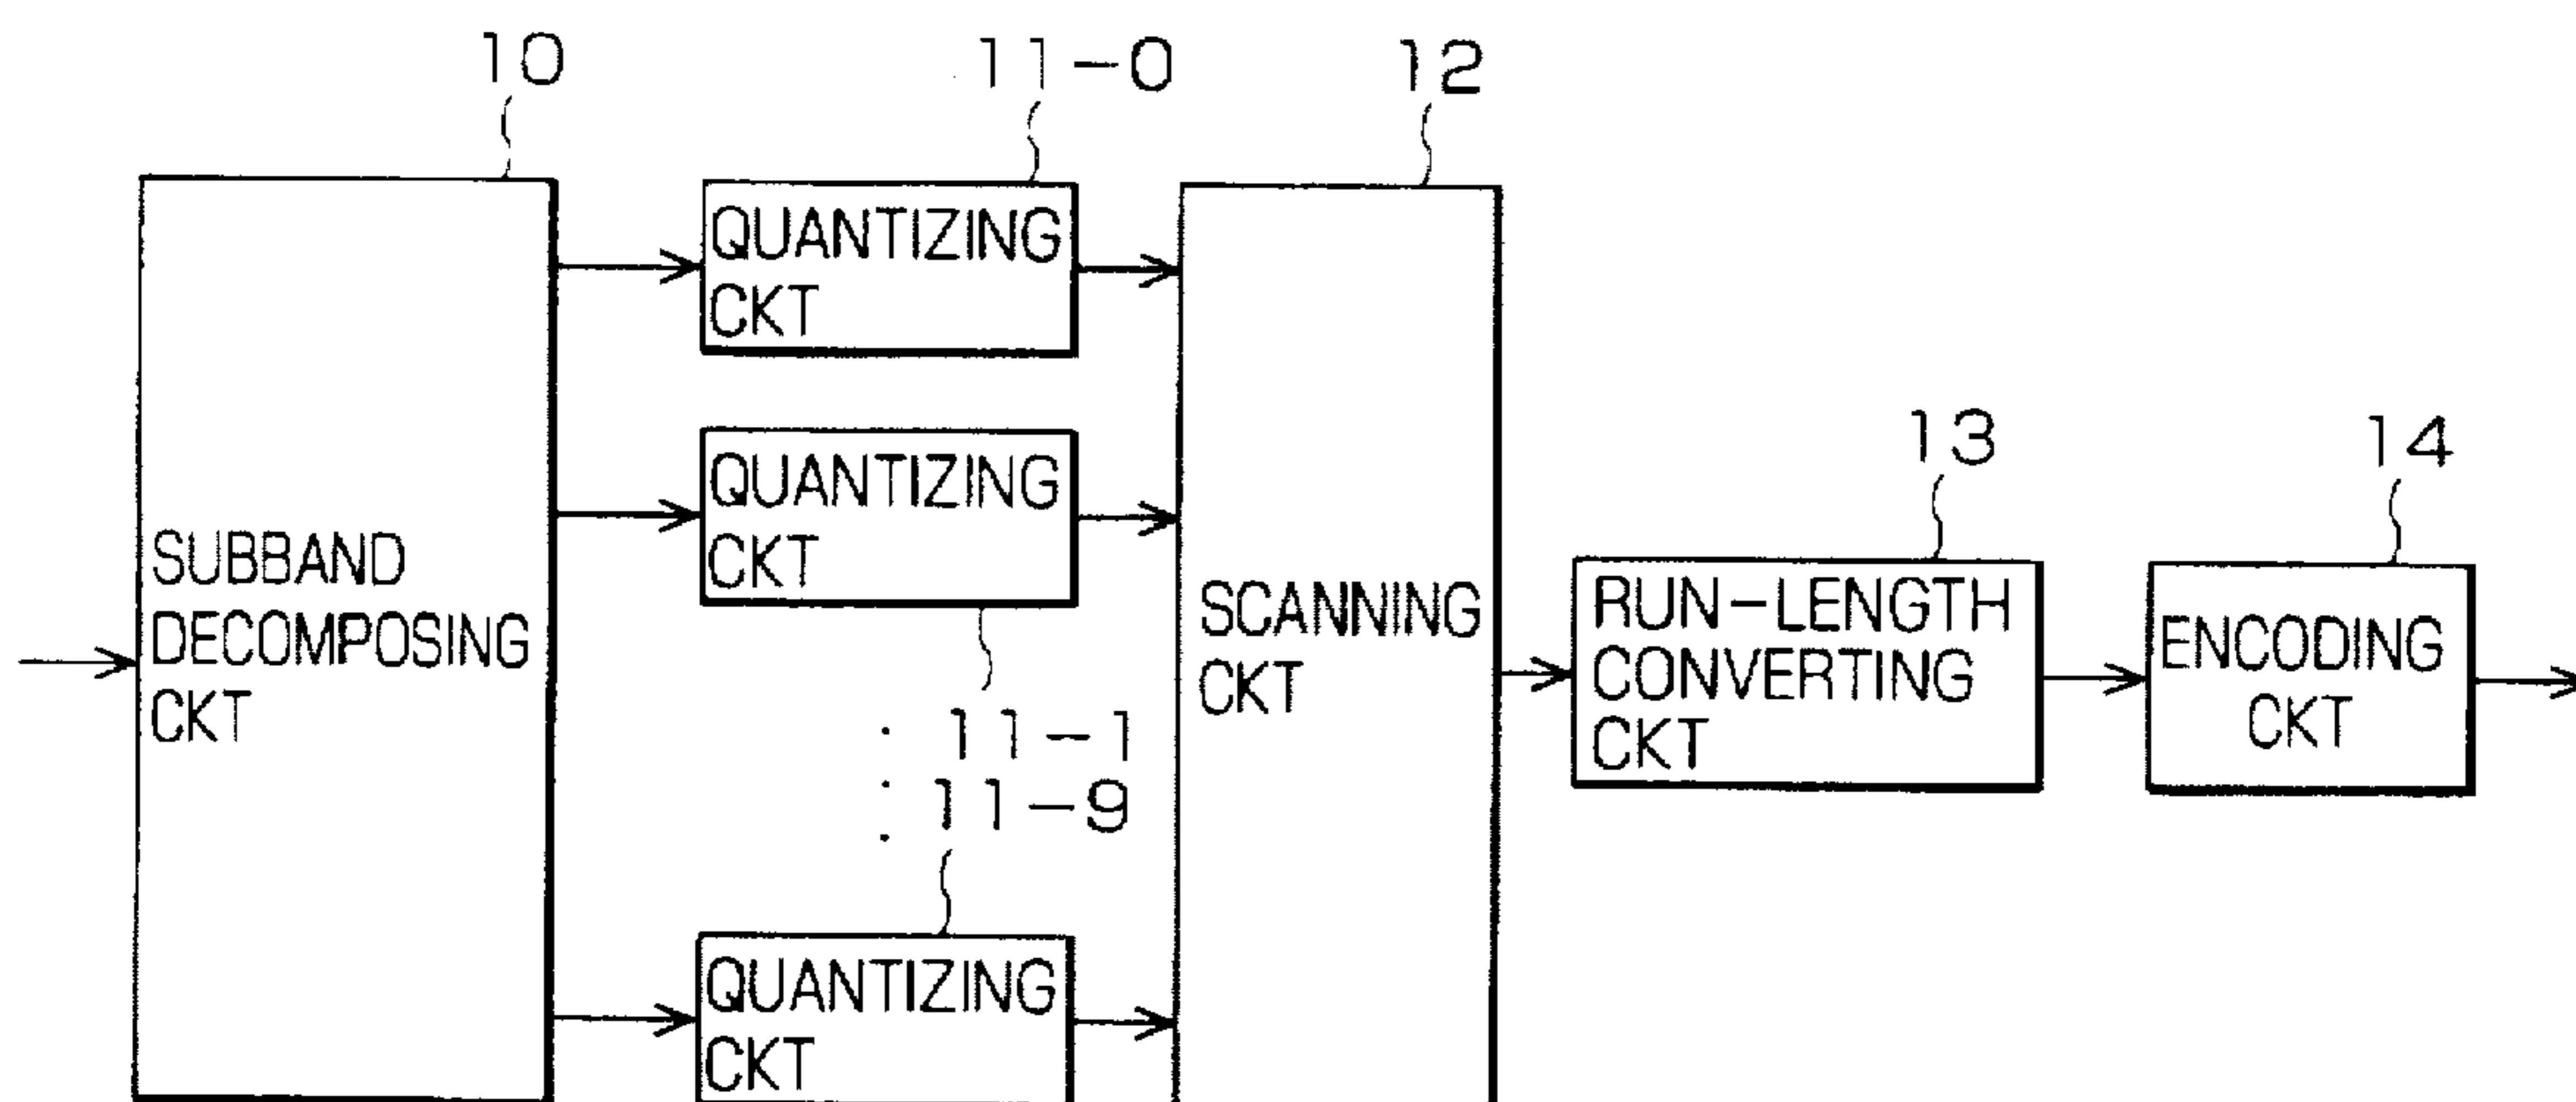 10
11-0
12
QUANTIZING
CKT
QUANTIZING
CKT
13
14
SUBBAND
DECOMPOSING
CKT
SCANNING
CKT
RUN-LENGTH
CONVERTING
CKT
ENCODING
CKT
11-1
11-9
QUANTIZING
CKT